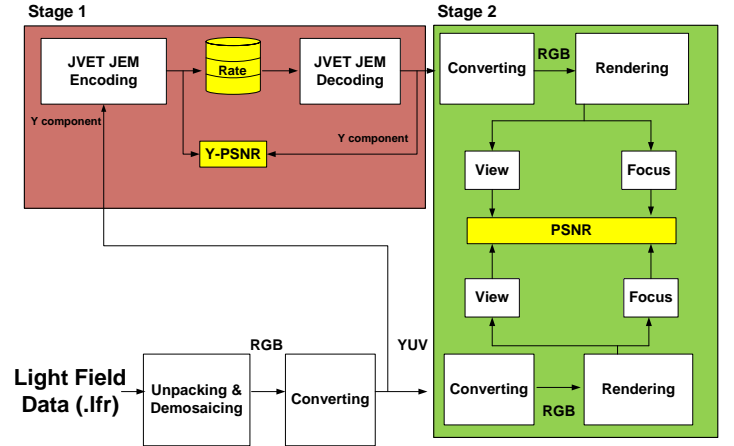 Stage 1
Stage 2
JVET JEM
Encoding
Rate
JVET JEM
Decoding
Converting
RGB
Rendering
Y component
Y component
Y-PSNR
View
Focus
PSNR
View
Focus
RGB
YUV
Light Field
Data (.lfr)
Unpacking &
Demosaicing
Converting
Converting
RGB
Rendering